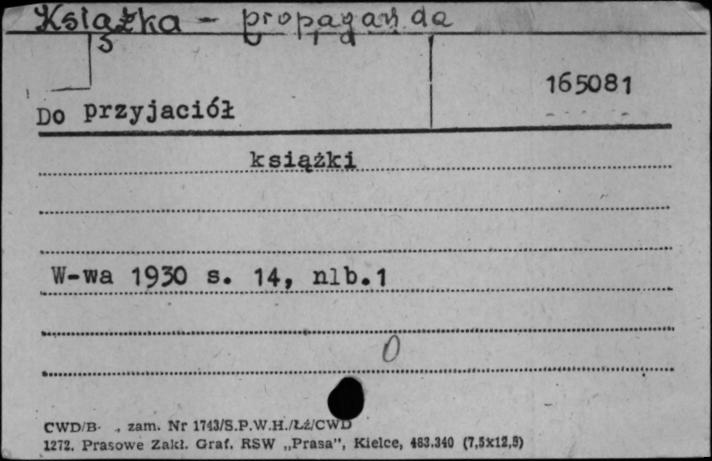 Książka - propaganda
165081
Do przyjaciół
książki
W-wa 1930 s. 14, nlb.1
0
CWD/B- ., zam. Nr 1743/S.P.W.H./Łź/CWD
1272. Prasowe Zakł. Graf. RSW „Prasa”, Kielce, 483.340 (7,5x12,5)